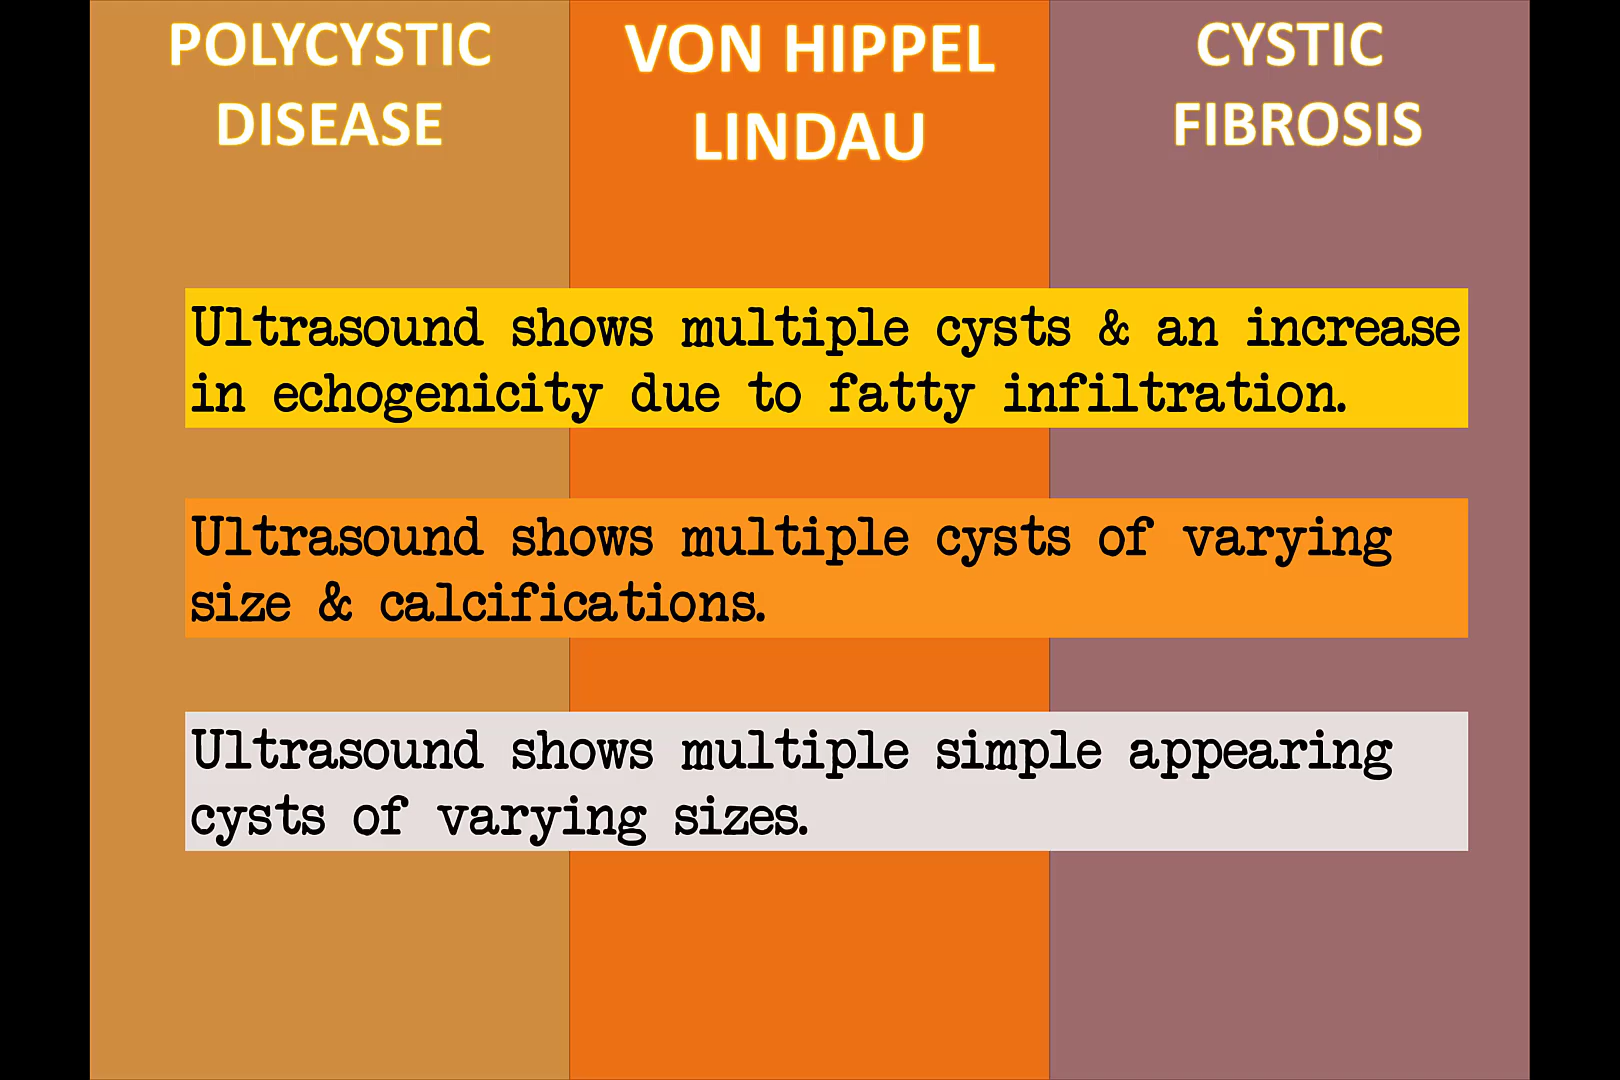 POLYCYSTIC
DISEASE
VON HIPPEL
LINDAU
CYSTIC
FIBROSIS
Ultrasound shows multiple cysts & an increase
in echogenicity due to fatty infiltration.
Ultrasound shows multiple cysts of varying
size & calcifications.
Ultrasound shows multiple simple appearing
cysts of varying sizes.